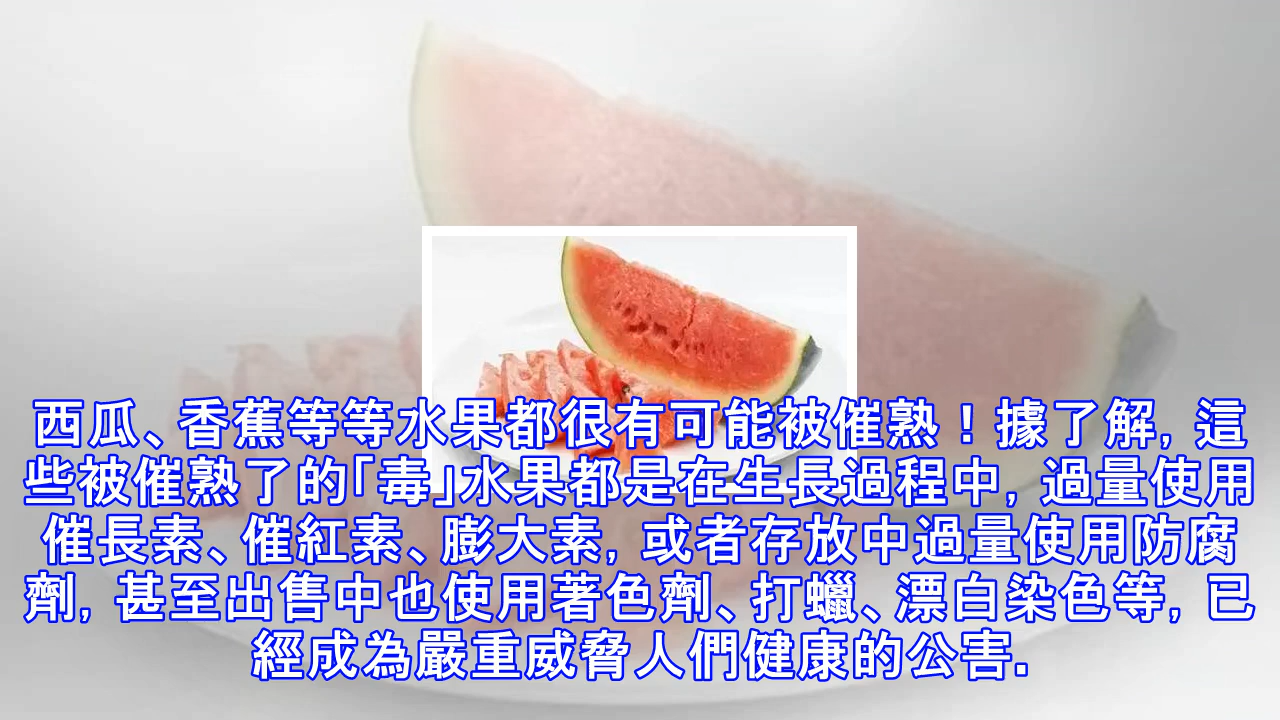 西瓜、香蕉等等水果都很有可能被催熟！據了解, 這
些被催熟了的「毒」水果都是在生長過程中, 過量使用
催長素、催紅素、膨大素, 或者存放中過量使用防腐
劑, 甚至出售中也使用著色劑、打蠟、漂白染色等, 已
經成為嚴重威脅人們健康的公害.